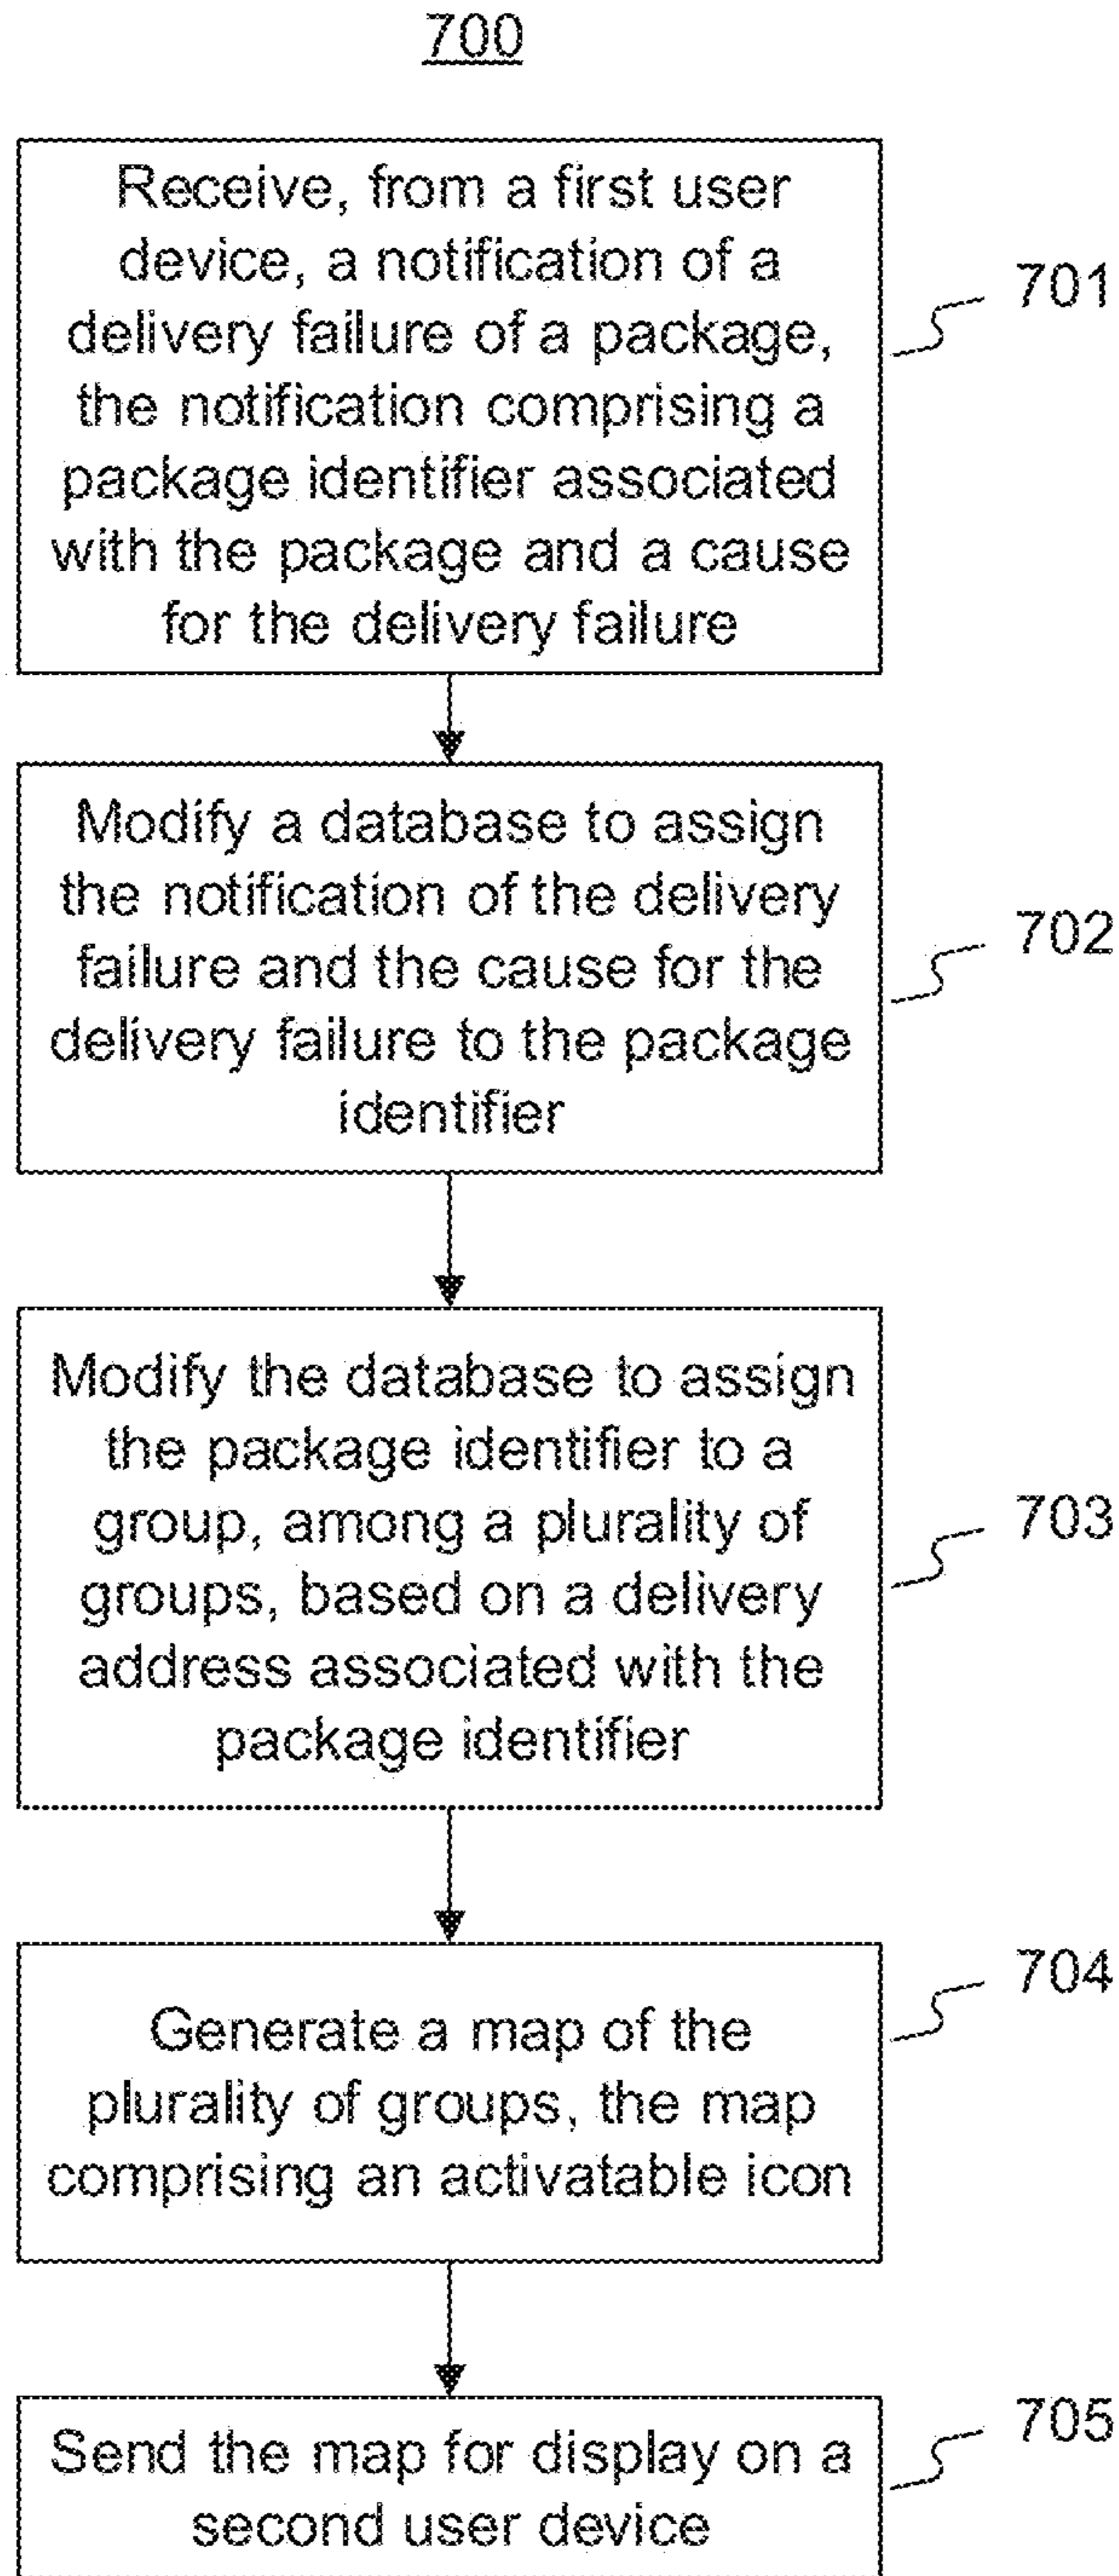 700
Receive, from a first user
device, a notification of a
delivery failure of a package,
the notification comprising a
package identifier associated
with the package and a cause
for the delivery failure
701
Modify a database to assign
the notification of the delivery
failure and the cause for the
delivery failure to the package
identifier
702
Modify the database to assign
the package identifier to a
group, among a plurality of
groups, based on a delivery
address associated with the
package identifier
703
Generate a map of the
plurality of groups, the map
comprising an activatable icon
704
Send the map for display on a
second user device
705